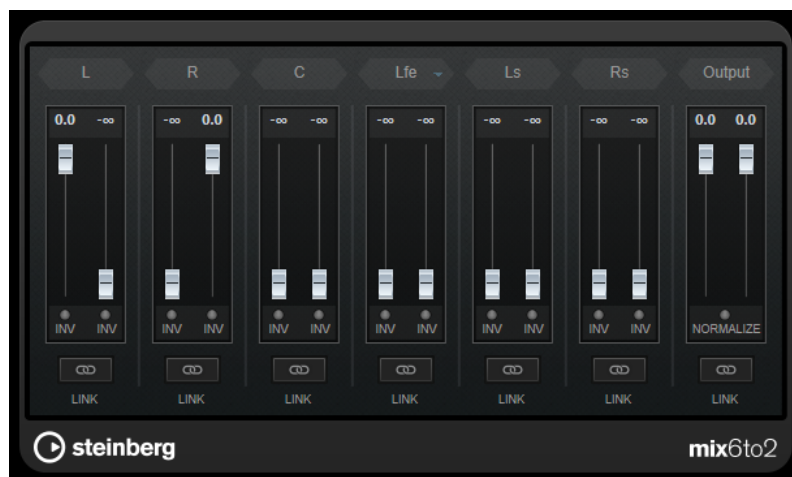 L R C Lfe Ls Rs Output
0.0 -∞ -∞ 0.0 -∞ -∞ -∞ -∞ -∞ -∞ -∞ -∞ 0.0 0.0
INV INV INV INV INV INV INV INV INV INV INV INV NORMALIZE
LINK LINK LINK LINK LINK LINK LINK
steinberg mix6to2